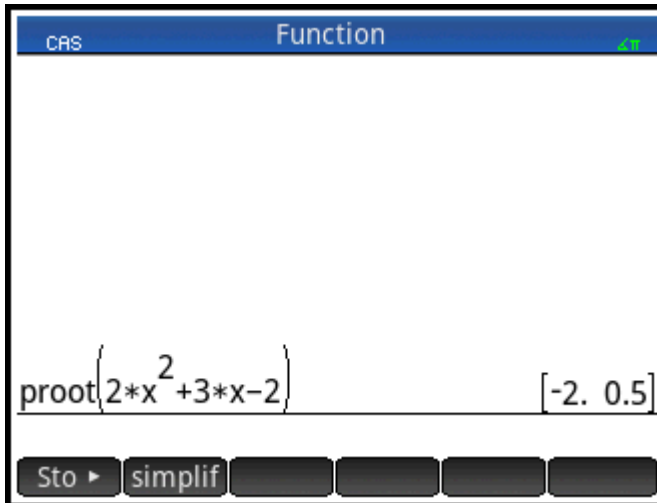 CAS Function ∡π
proot(2*x^2+3*x-2) [-2. 0.5]
Sto ▸ simplif